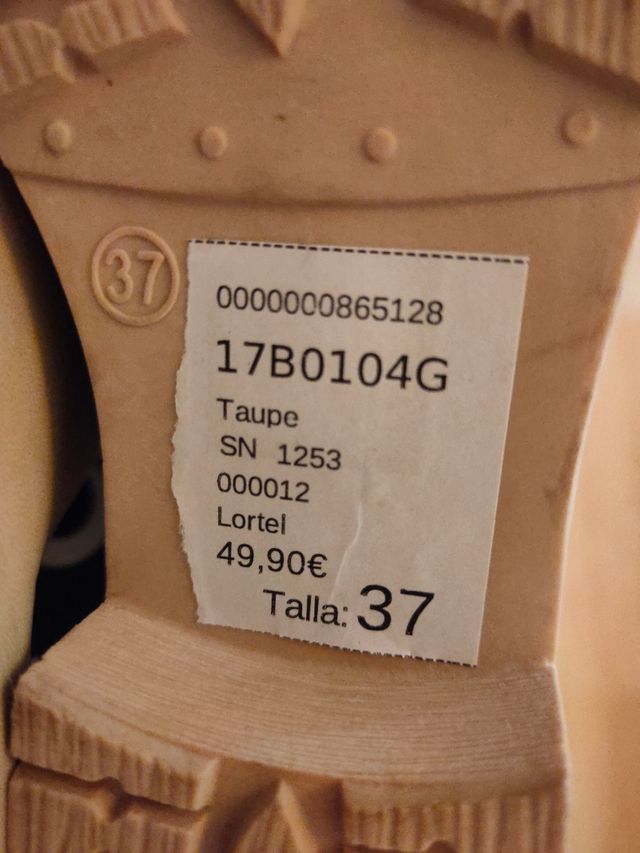 37
0000000865128
17B0104G
Taupe
SN 1253
000012
Lortel
49,90€
Talla: 37